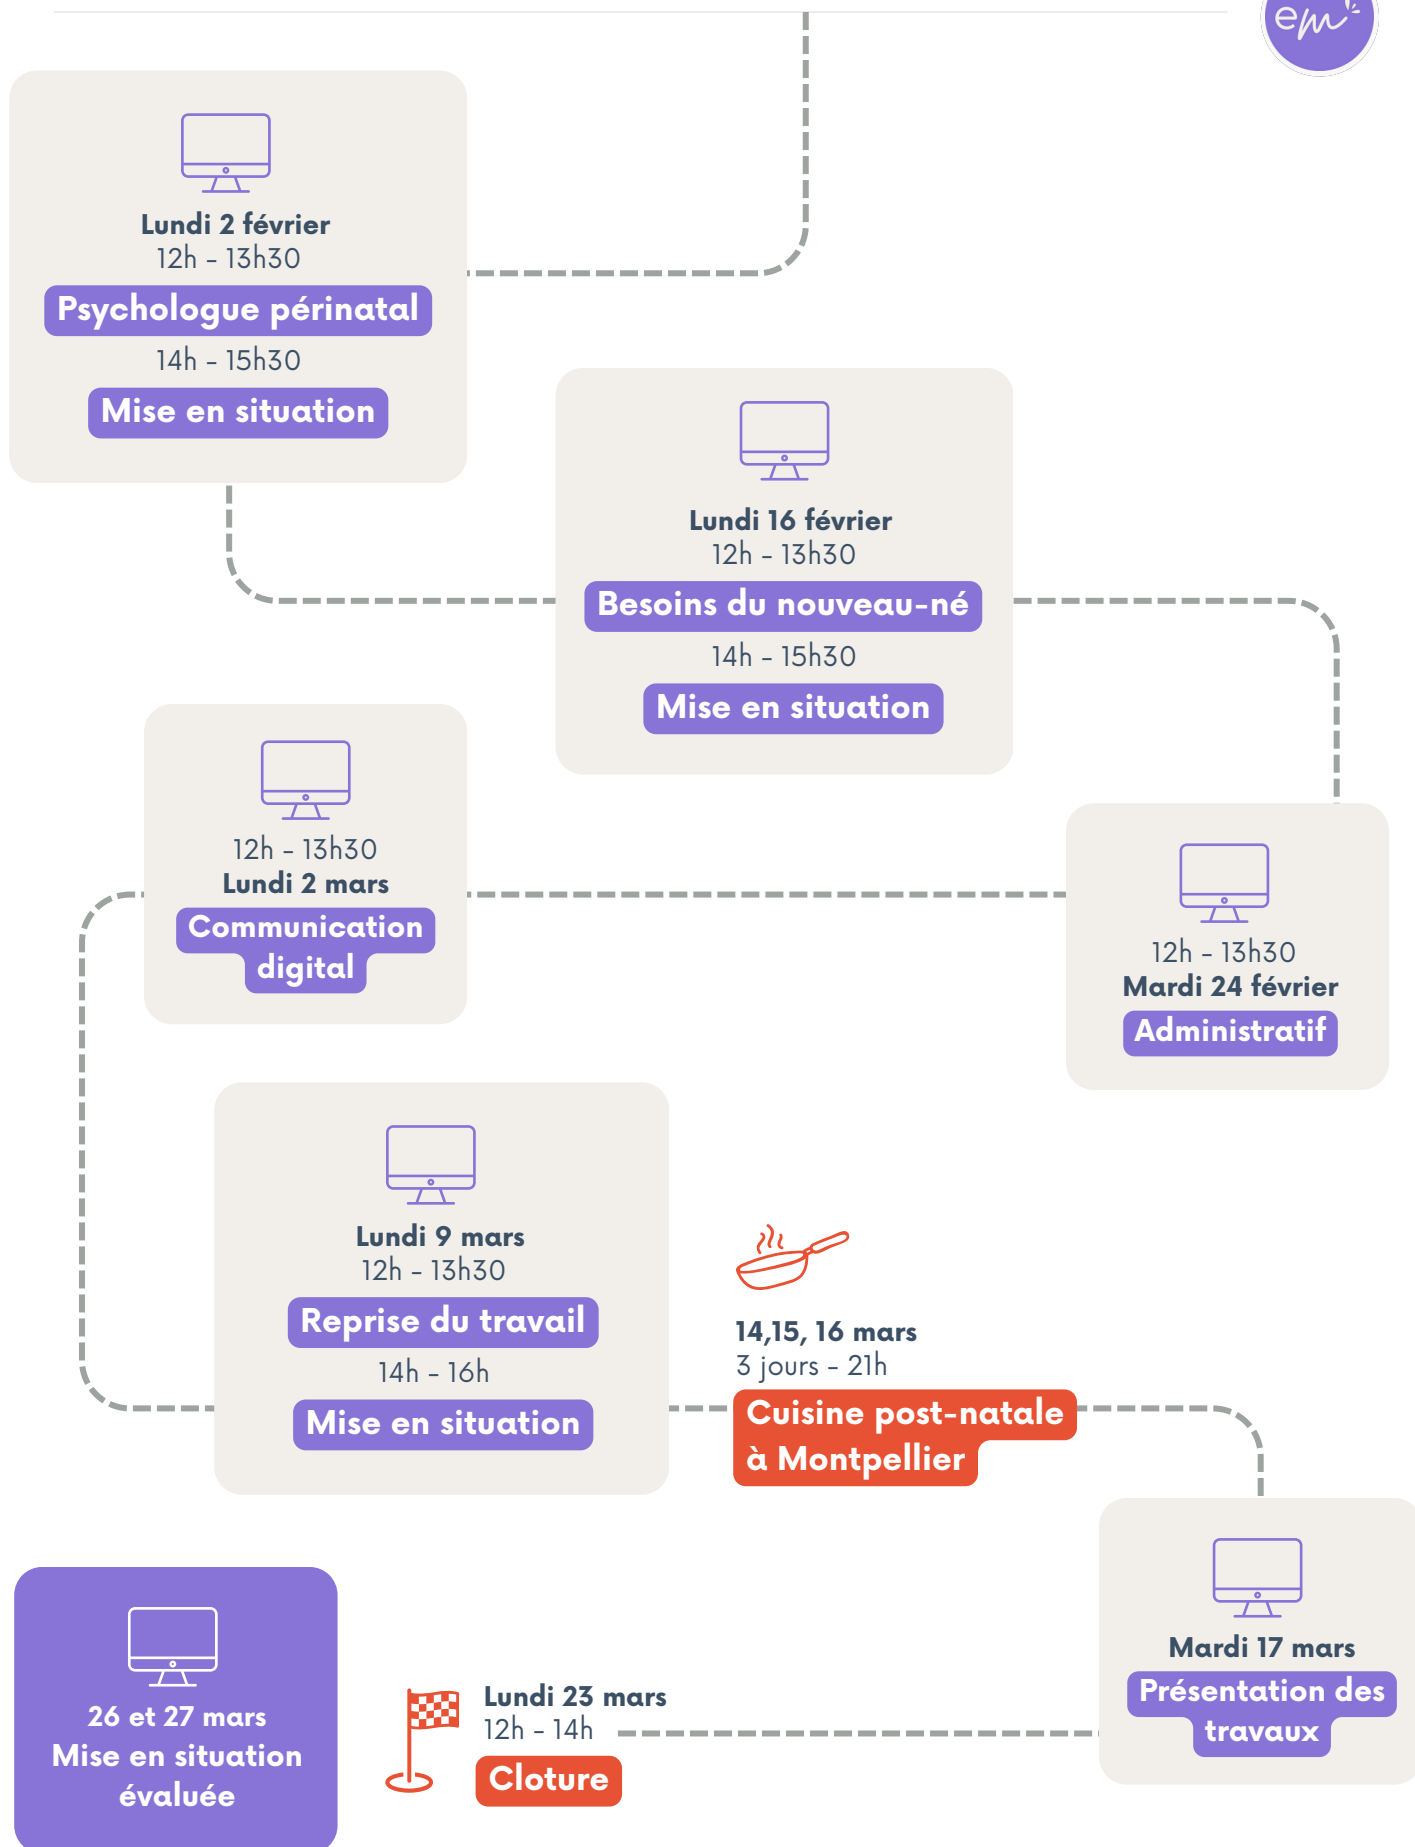 em
Lundi 2 février
12h - 13h30
Psychologue périnatal
14h - 15h30
Mise en situation
Lundi 16 février
12h - 13h30
Besoins du nouveau-né
14h - 15h30
Mise en situation
12h - 13h30
Mardi 24 février
Administratif
12h - 13h30
Lundi 2 mars
Communication
digital
Lundi 9 mars
12h - 13h30
Reprise du travail
14h - 16h
Mise en situation
14,15, 16 mars
3 jours - 21h
Cuisine post-natale
à Montpellier
Mardi 17 mars
Présentation des
travaux
Lundi 23 mars
12h - 14h
Cloture
26 et 27 mars
Mise en situation
évaluée